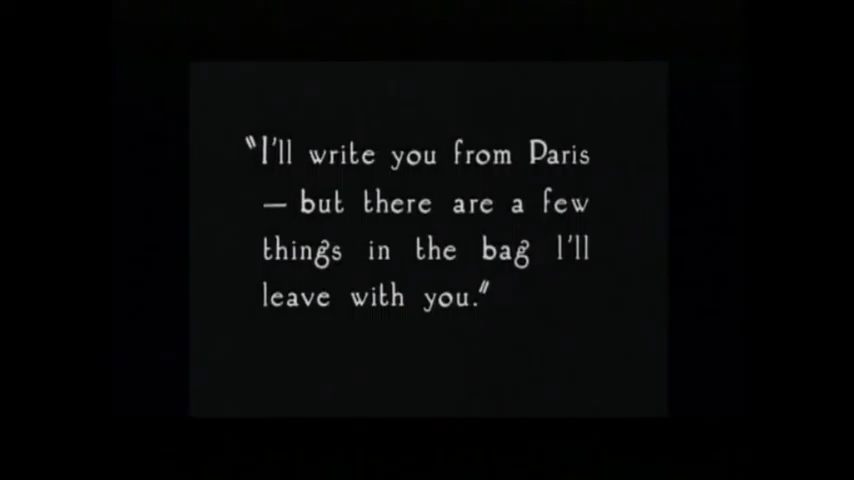 "I'll write you from Paris
— but there are a few
things in the bag I'll
leave with you."